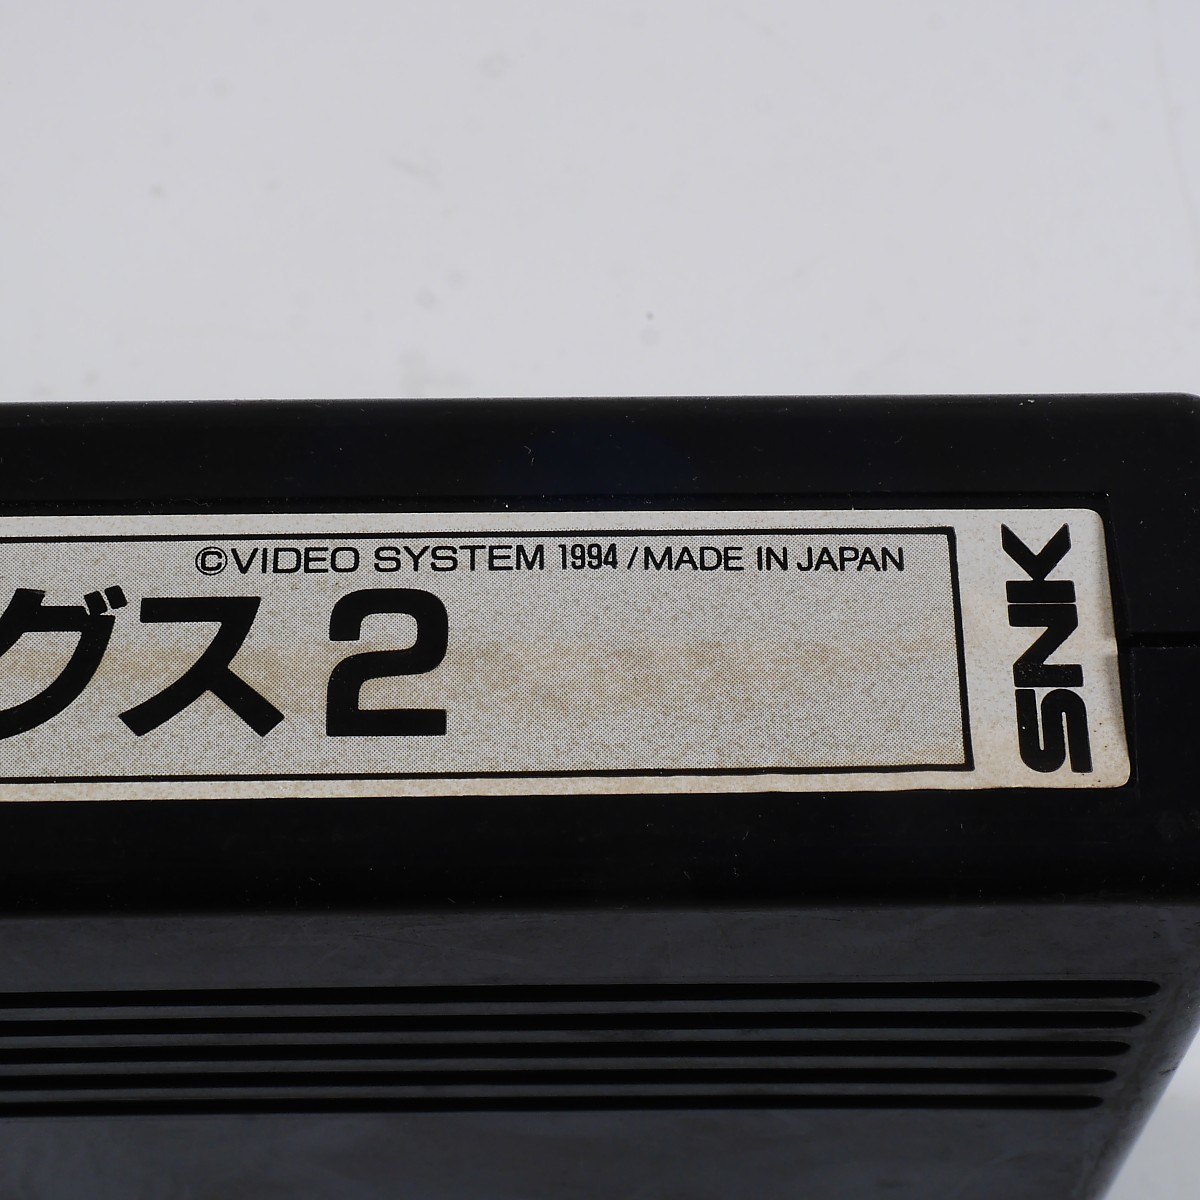 ©VIDEO SYSTEM 1994 / MADE IN JAPAN
グス2
SNK